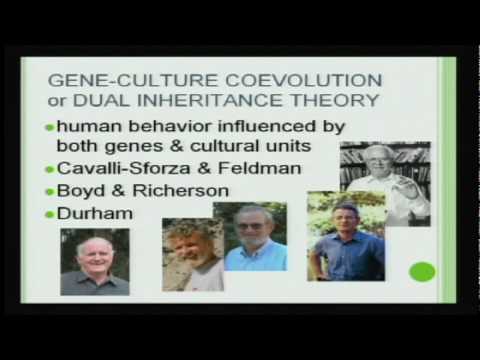 GENE-CULTURE COEVOLUTION
or DUAL INHERITANCE THEORY
human behavior influenced by
both genes & cultural units
Cavalli-Sforza & Feldman
Boyd & Richerson
Durham